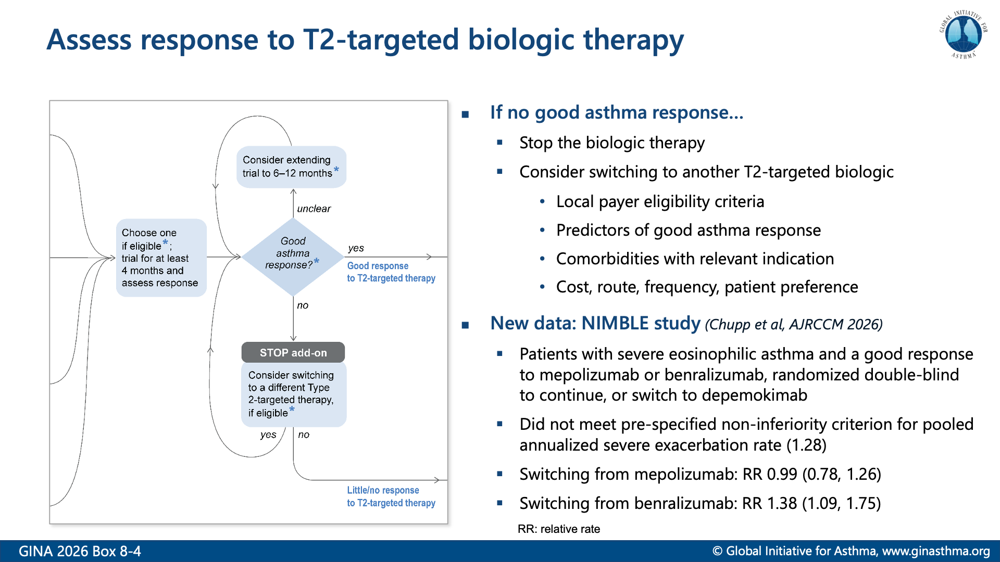 Assess response to T2-targeted biologic therapy
GLOBAL INITIATIVE FOR
ASTHMA
Consider extending
trial to 6–12 months*
unclear
Choose one
if eligible*;
trial for at least
4 months and
assess response
Good
asthma
response?*
yes
Good response
to T2-targeted therapy
no
STOP add-on
Consider switching
to a different Type
2-targeted therapy,
if eligible*
yes
no
Little/no response
to T2-targeted therapy
▪ If no good asthma response...
▪ Stop the biologic therapy
▪ Consider switching to another T2-targeted biologic
• Local payer eligibility criteria
• Predictors of good asthma response
• Comorbidities with relevant indication
• Cost, route, frequency, patient preference
▪ New data: NIMBLE study (Chupp et al, AJRCCM 2026)
▪ Patients with severe eosinophilic asthma and a good response
to mepolizumab or benralizumab, randomized double-blind
to continue, or switch to depemokimab
▪ Did not meet pre-specified non-inferiority criterion for pooled
annualized severe exacerbation rate (1.28)
▪ Switching from mepolizumab: RR 0.99 (0.78, 1.26)
▪ Switching from benralizumab: RR 1.38 (1.09, 1.75)
RR: relative rate
GINA 2026 Box 8-4
© Global Initiative for Asthma, www.ginasthma.org